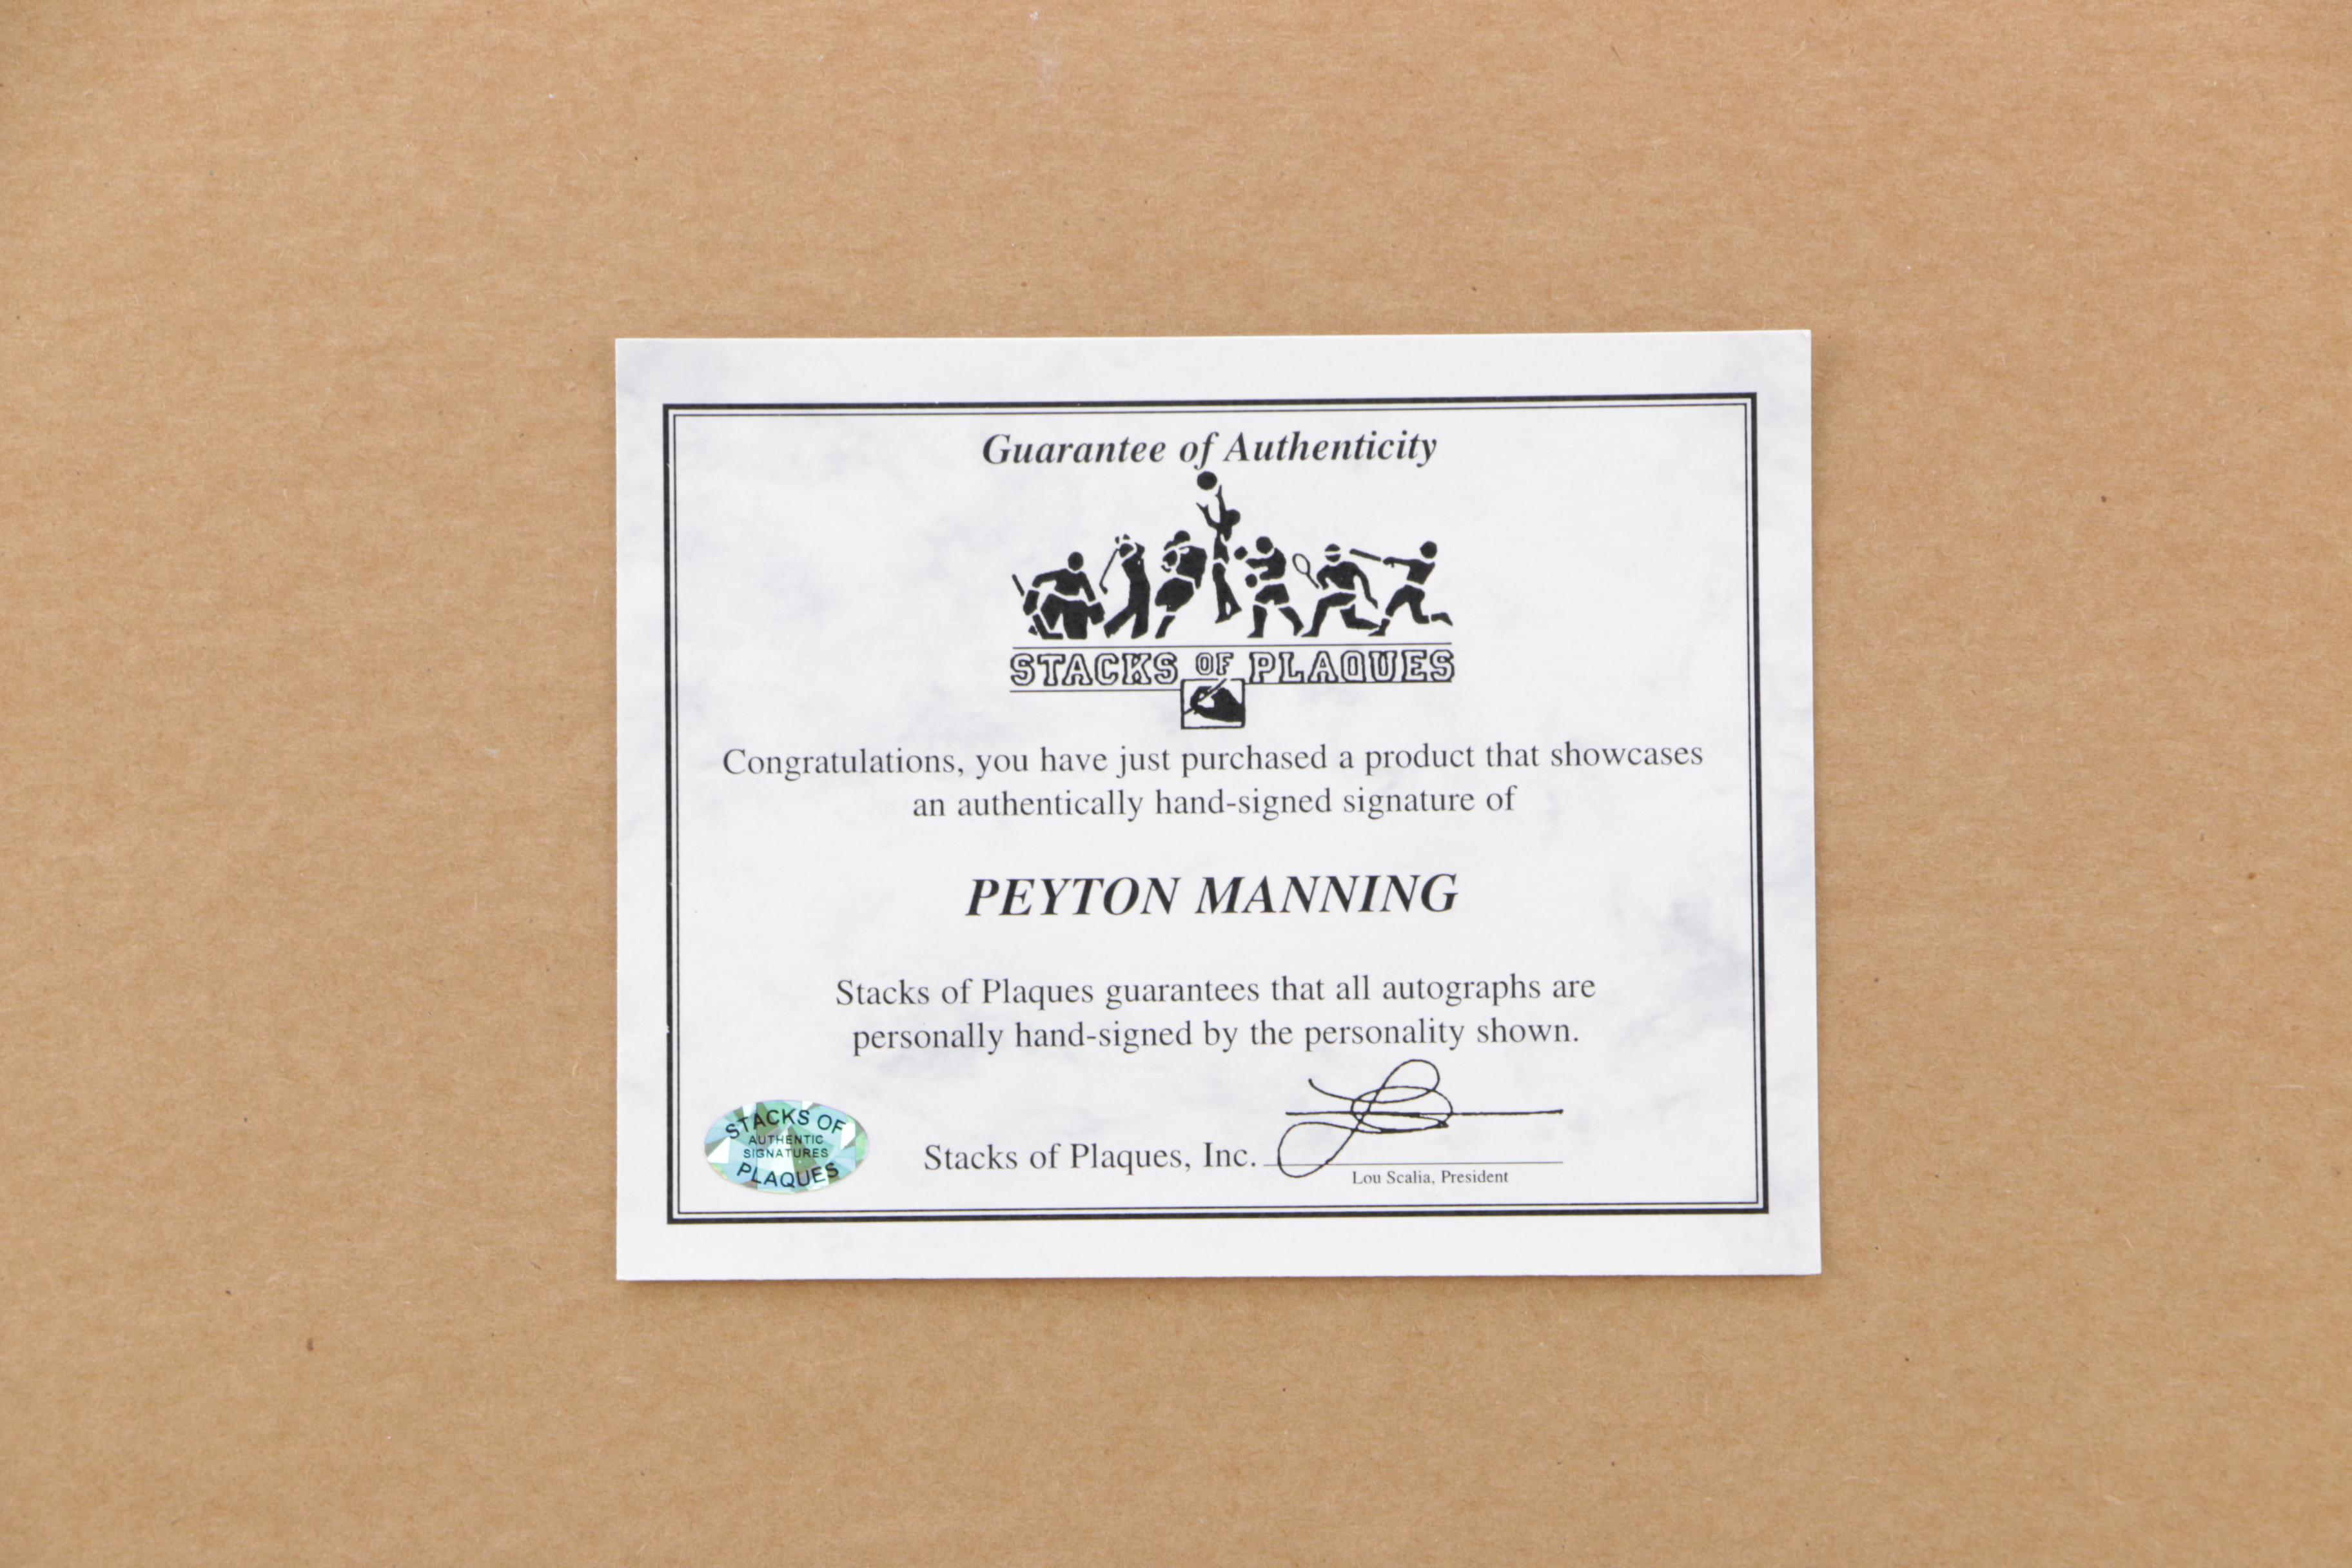 Guarantee of Authenticity
STACKS OF PLAQUES
Congratulations, you have just purchased a product that showcases
an authentically hand-signed signature of
PEYTON MANNING
Stacks of Plaques guarantees that all autographs are
personally hand-signed by the personality shown.
STACKS OF
AUTHENTIC
SIGNATURES
PLAQUES
Stacks of Plaques, Inc.
Lou Scalia, President